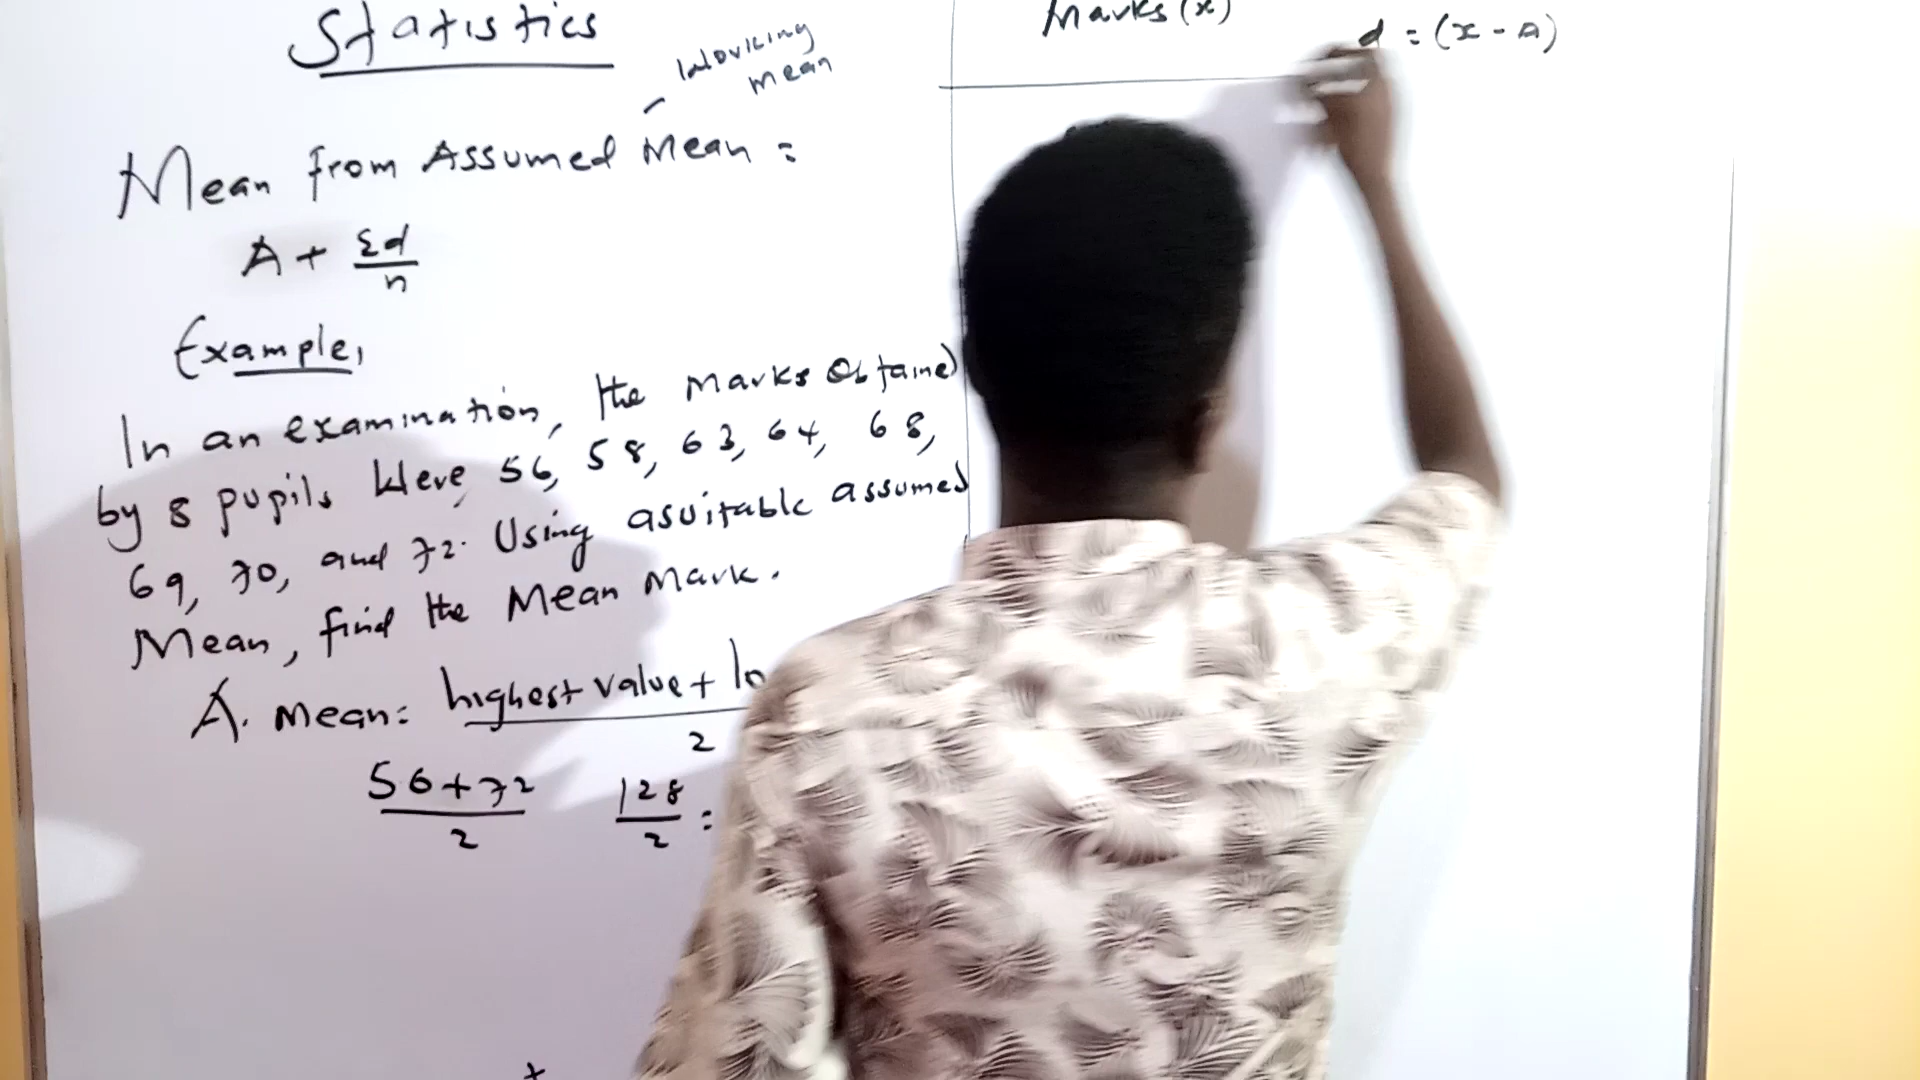 Statistics
working
mean
Mean from Assumed Mean =
A + Σd
n
Example,
In an examination, the marks obtained
by 8 pupils were, 56, 58, 63, 64, 68,
69, 70, and 72. Using a suitable assumed
Mean, find the Mean Mark.
A. mean = highest value + lo
2
56+72
2
128
2
=
Marks (x)
d = (x - A)